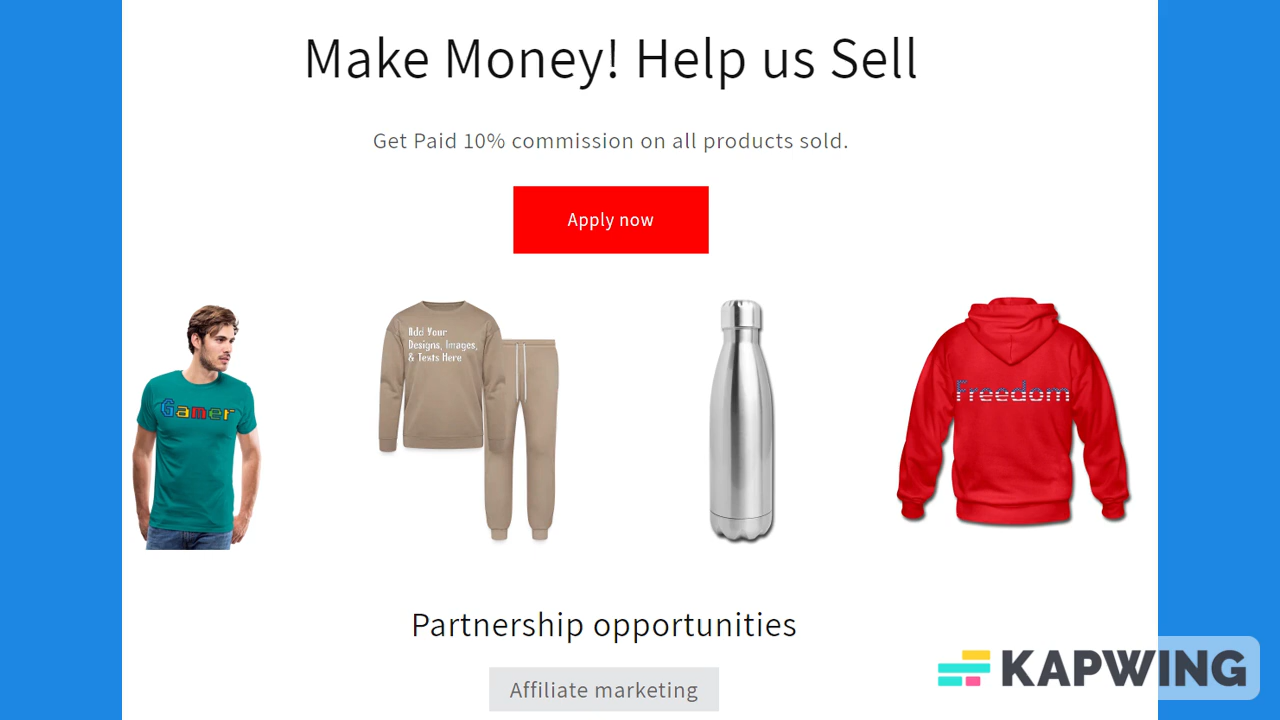 Make Money! Help us Sell
Get Paid 10% commission on all products sold.
Apply now
Gamer
Add Your
Designs, Images,
& Texts Here
Freedom
Partnership opportunities
Affiliate marketing
KAPWING